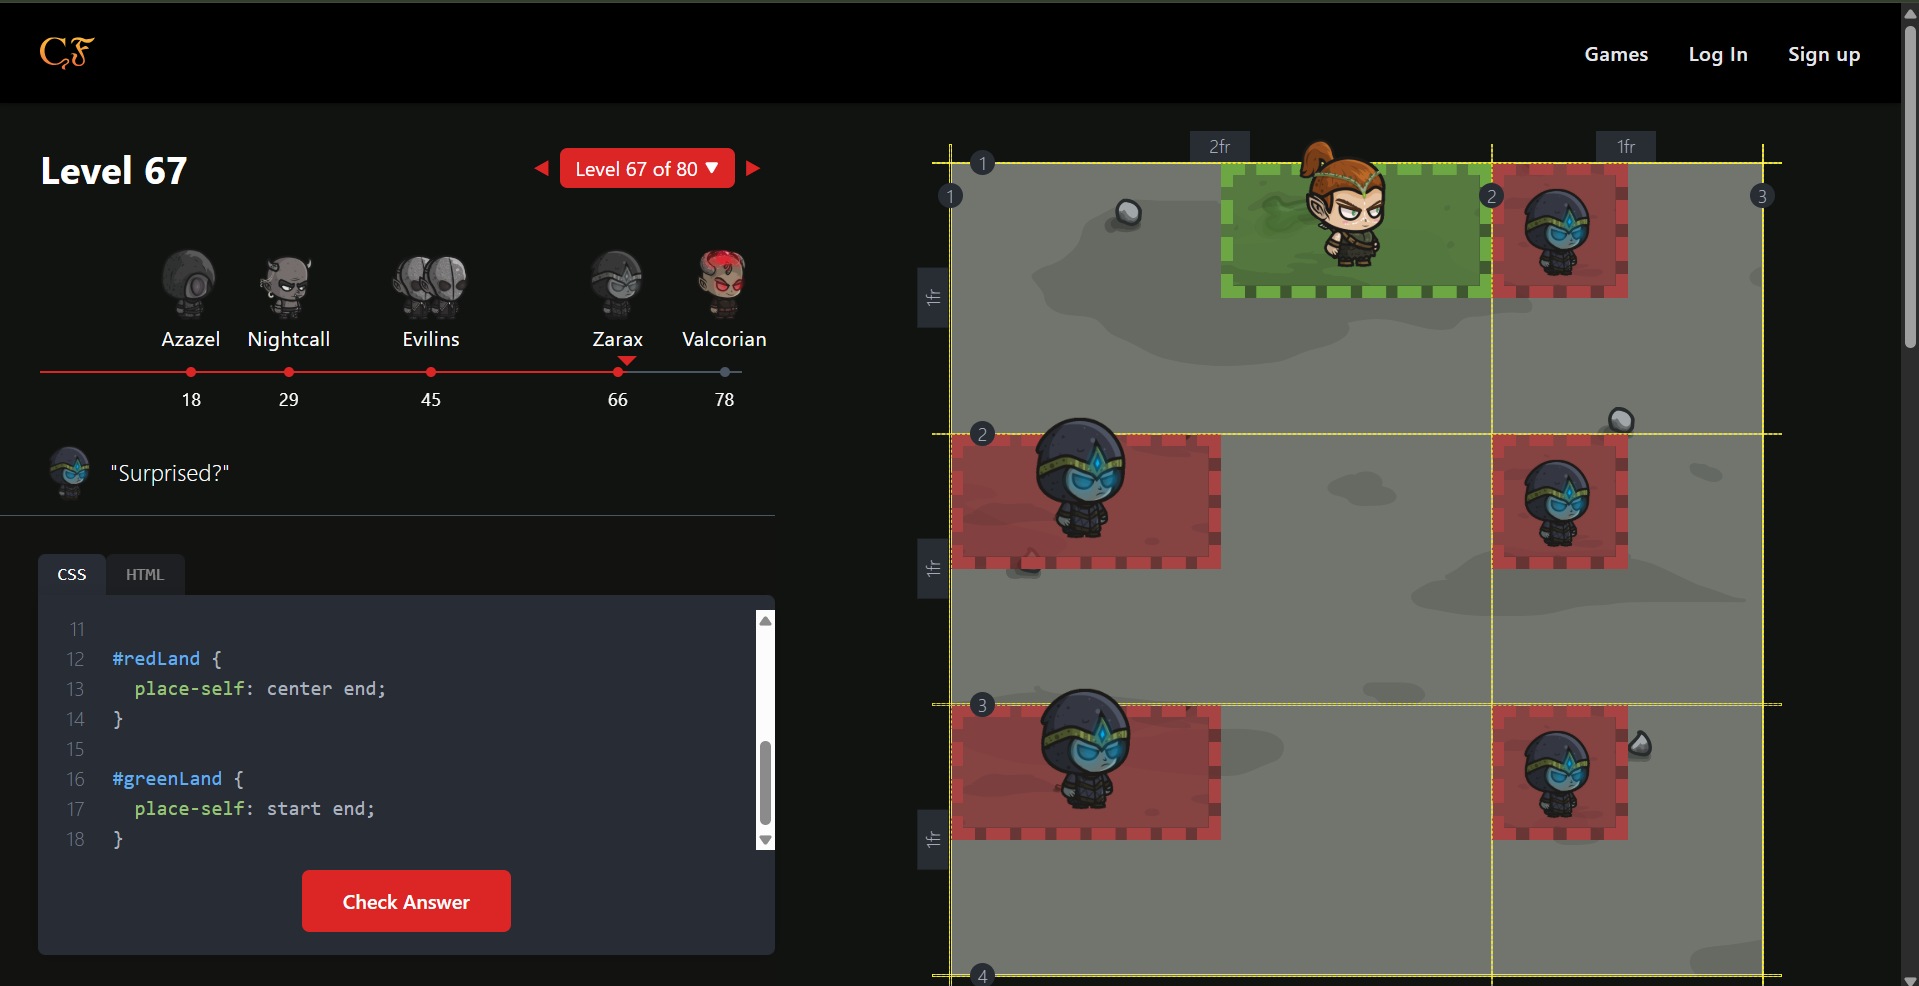 CF
Games
Log In
Sign up
Level 67
Level 67 of 80 ▼
Azazel
Nightcall
Evilins
Zarax
Valcorian
18
29
45
66
78
"Surprised?"
CSS
HTML
11
12 #redLand {
13 place-self: center end;
14 }
15
16 #greenLand {
17 place-self: start end;
18 }
Check Answer
2fr
1fr
1
1
2
3
1fr
2
1fr
3
1fr
4